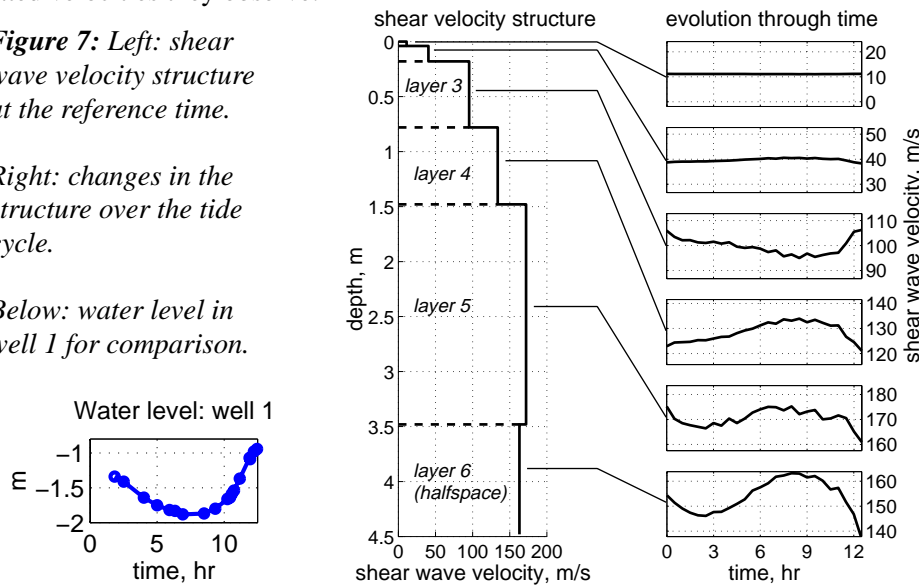 velocities they observe.
Figure 7: Left: shear
wave velocity structure
at the reference time.
Right: changes in the
structure over the tide
cycle.
Below: water level in
well 1 for comparison.
Water level: well 1
−1
−1.5
−2
m
0 5 10
time, hr
shear velocity structure
0
0.5
1
1.5
2
2.5
3
3.5
4
4.5
depth, m
layer 3
layer 4
layer 5
layer 6
(halfspace)
0 50 100 150 200
shear wave velocity, m/s
evolution through time
20
10
0
50
40
30
110
100
90
140
130
120
180
170
160
160
150
140
shear wave velocity, m/s
0 3 6 9 12
time, hr